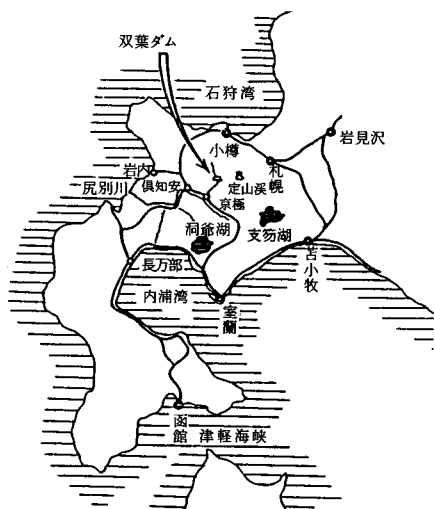 双葉ダム
石狩湾
小樽
岩見沢
札幌
岩内
俱知安
定山渓
京極
尻別川
洞爺湖
支笏湖
苫小牧
長万部
内浦湾
室蘭
函館
津軽海峡